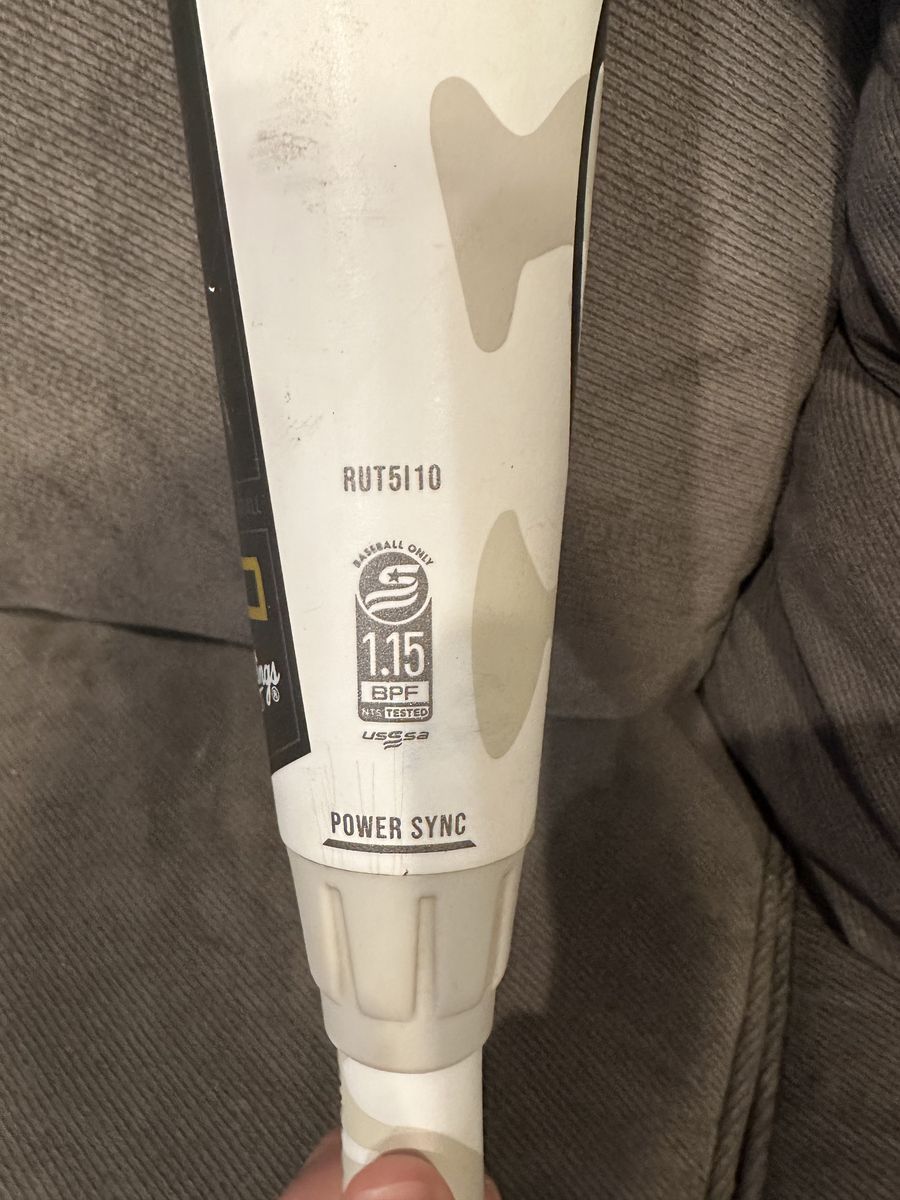 RUT5I10
BASEBALL ONLY
1.15
BPF
NTS TESTED
usssa
POWER SYNC